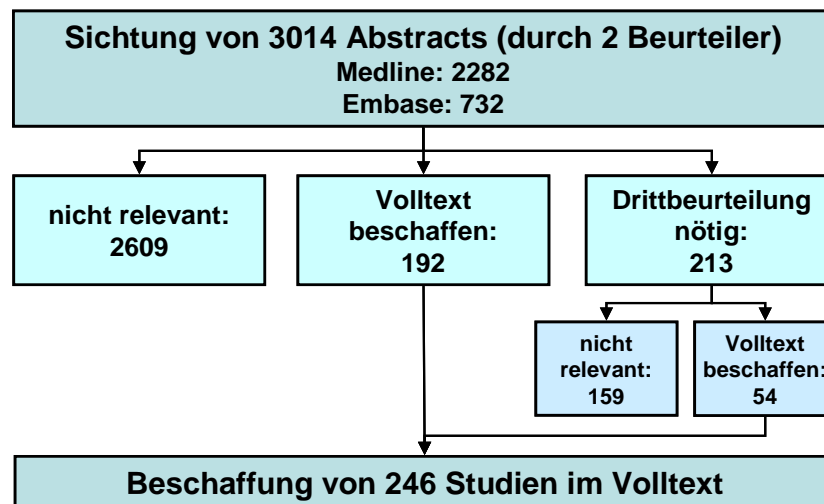 Sichtung von 3014 Abstracts (durch 2 Beurteiler)
Medline: 2282
Embase: 732
nicht relevant:
2609
Volltext
beschaffen:
192
Drittbeurteilung
nötig:
213
nicht
relevant:
159
Volltext
beschaffen:
54
Beschaffung von 246 Studien im Volltext